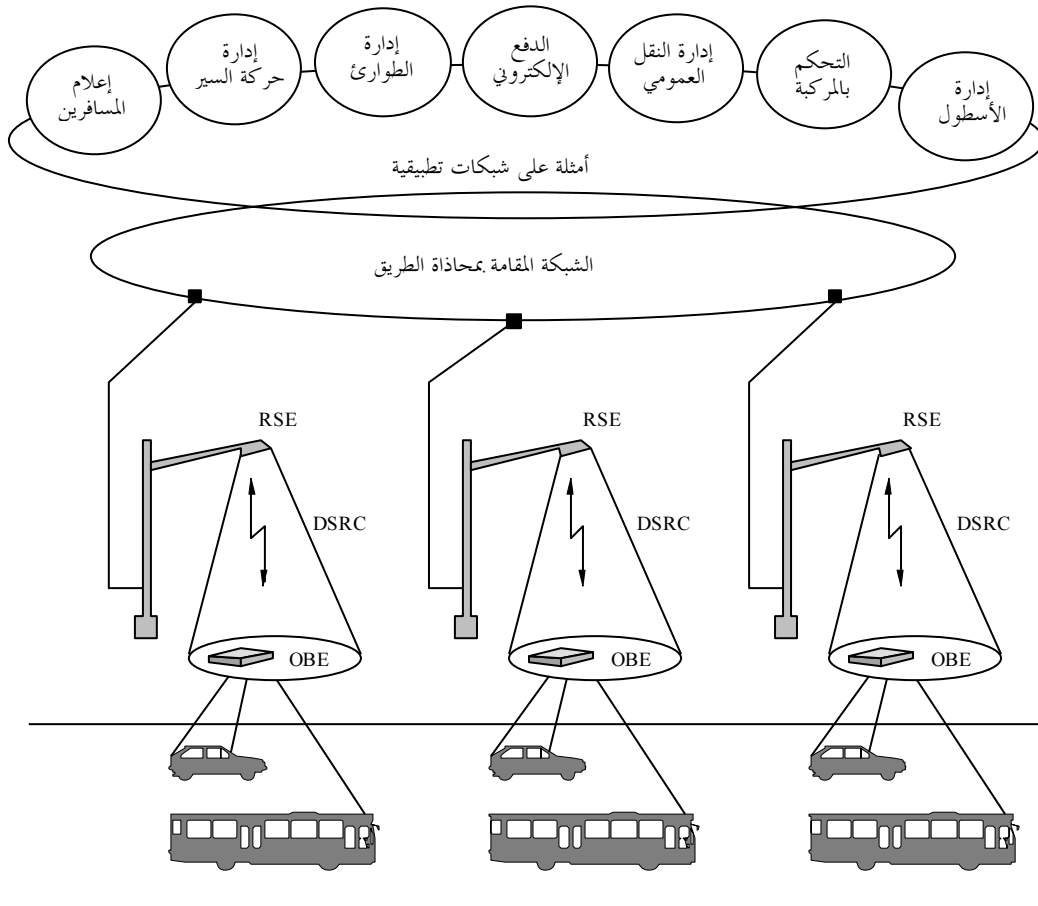 إعلام
المسافرين
إدارة
حركة السير
إدارة
الطوارئ
الدفع
الإلكتروني
إدارة النقل
العمومي
التحكم
بالمركبة
إدارة
الأسطول
أمثلة على شبكات تطبيقية
الشبكة المقامة بمحاذاة الطريق
RSE
RSE
RSE
DSRC
DSRC
DSRC
OBE
OBE
OBE